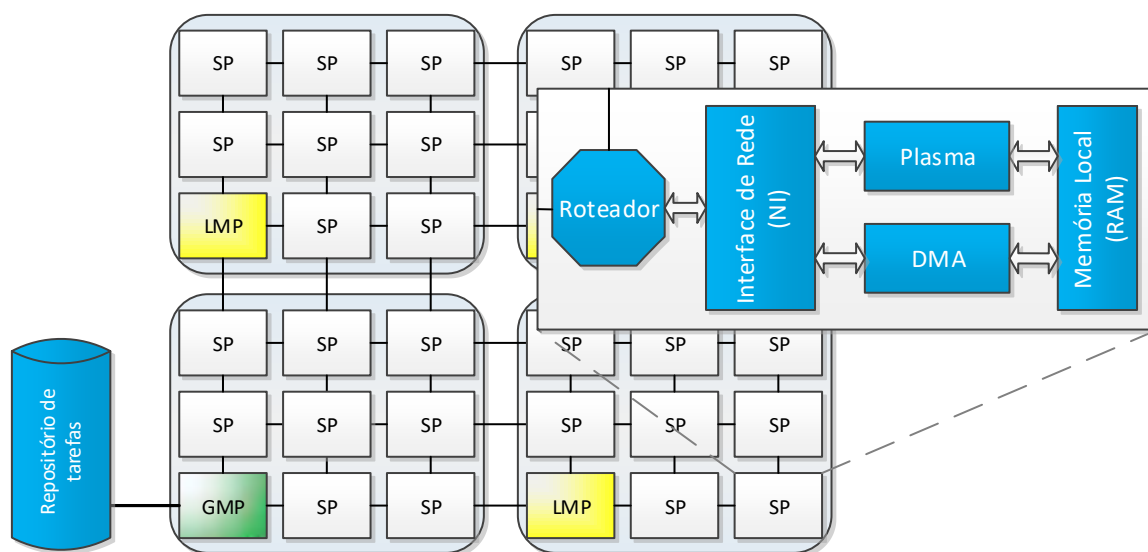 SP SP SP SP SP SP
SP SP SP
LMP SP SP
Roteador
Interface de Rede
(NI)
Plasma
DMA
Memória Local
(RAM)
SP SP SP SP SP SP
SP SP SP SP SP SP
GMP SP SP LMP SP SP
Repositório de
tarefas